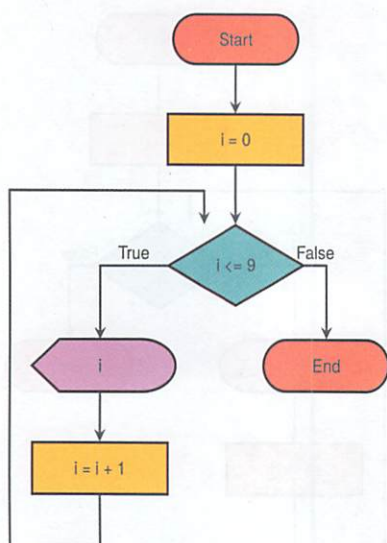 Start
i = 0
i <= 9
True
False
i
End
i = i + 1